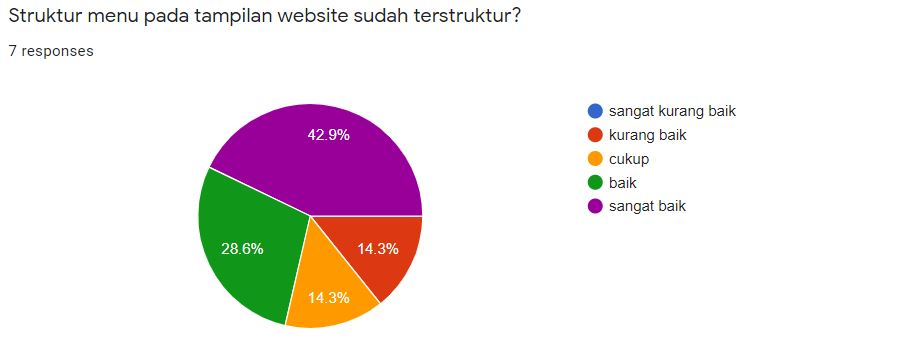 Struktur menu pada tampilan website sudah terstruktur?
7 responses
42.9%
28.6%
14.3%
14.3%
sangat kurang baik
kurang baik
cukup
baik
sangat baik